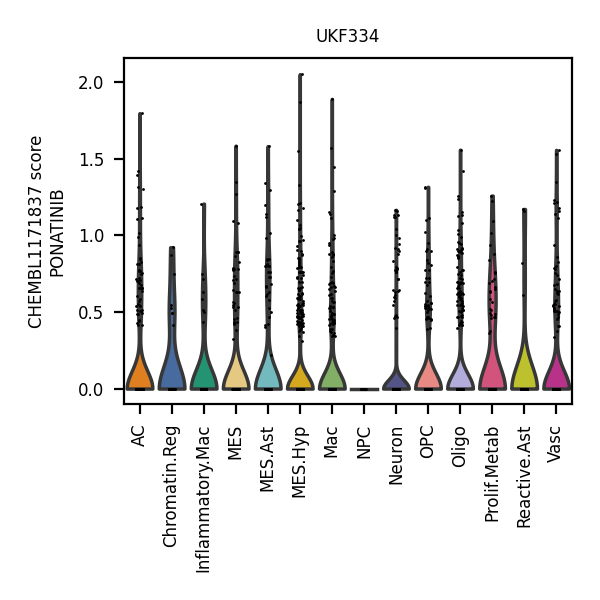 UKF334
CHEMBL1171837 score
PONATINIB
2.0
1.5
1.0
0.5
0.0
AC
Chromatin.Reg
Inflammatory.Mac
MES
MES.Ast
MES.Hyp
Mac
NPC
Neuron
OPC
Oligo
Prolif.Metab
Reactive.Ast
Vasc